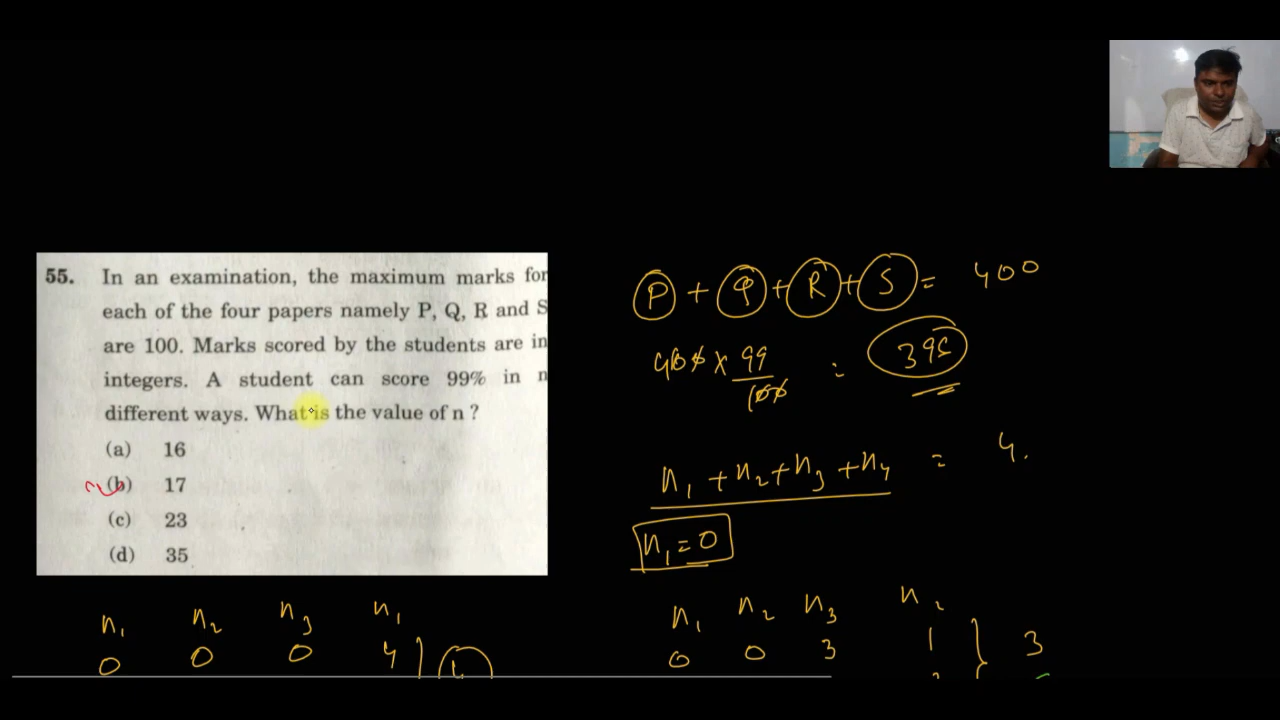 55. In an examination, the maximum marks for
each of the four papers namely P, Q, R and S
are 100. Marks scored by the students are in
integers. A student can score 99% in n
different ways. What is the value of n ?
(a) 16
(b) 17
(c) 23
(d) 35
P + Q + R + S = 400
400 × 99/100 = 396
n₁ + n₂ + n₃ + n₄ = 4.
n₁ = 0
n₁ n₂ n₃ n₁
0 0 0 4
n₁ n₂ n₃ n₂
0 0 3 1 } 3